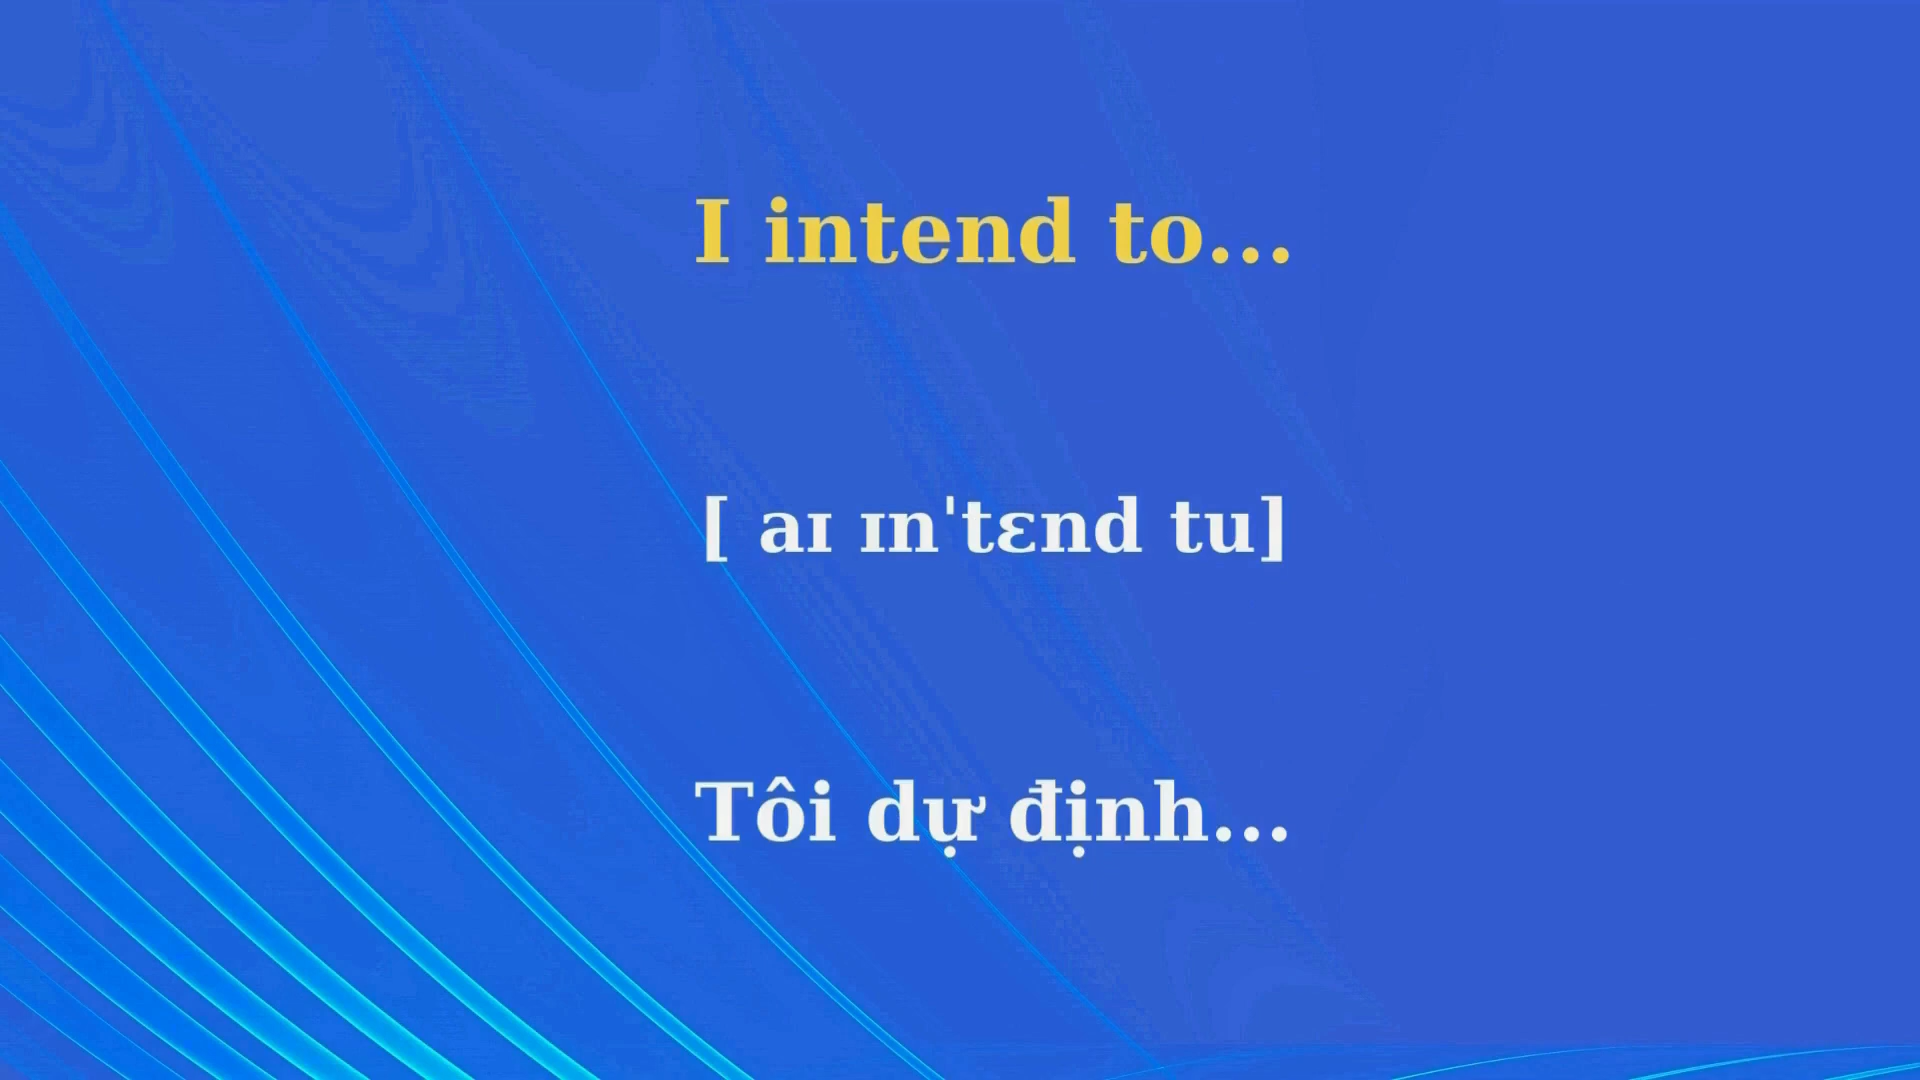 I intend to...
[ aɪ ɪnˈtɛnd tu]
Tôi dự định...